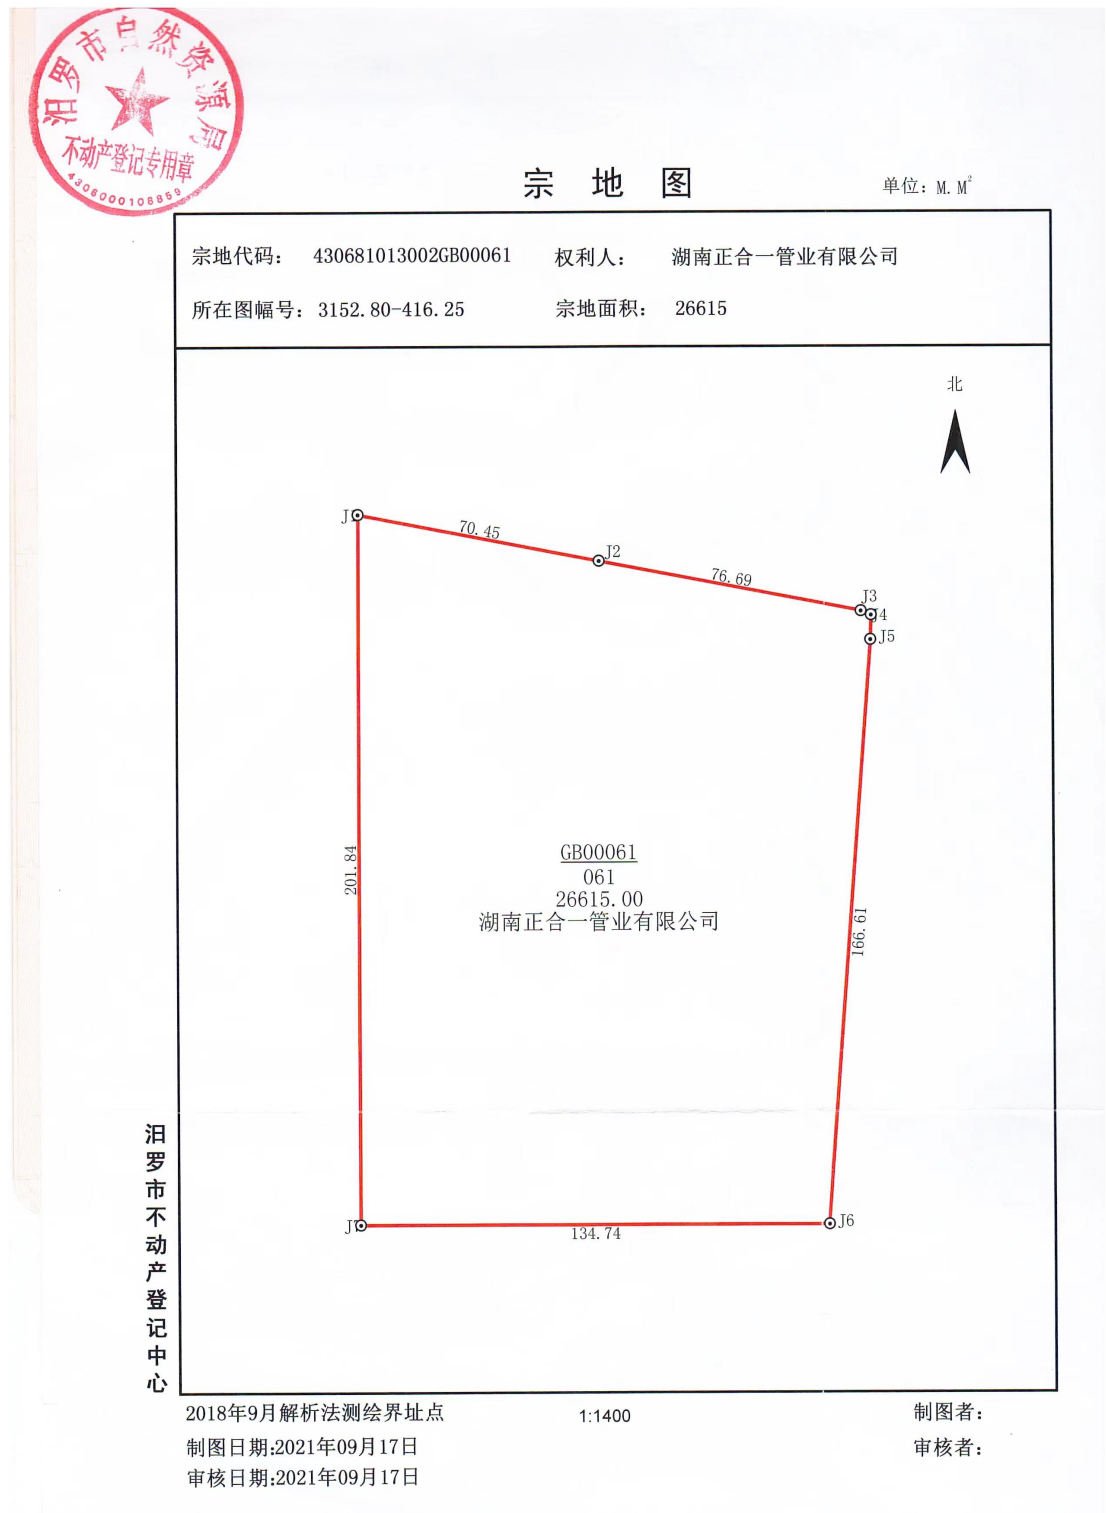 汨罗市自然资源局
不动产登记专用章
4306000108859
宗 地 图
单位：M.M²
宗地代码： 430681013002GB00061 权利人： 湖南正合一管业有限公司
所在图幅号：3152.80-416.25 宗地面积： 26615
北
J1
70.45
J2
76.69
J3
J4
J5
201.84
GB00061
061
26615.00
湖南正合一管业有限公司
166.61
J7
134.74
J6
汨罗市不动产登记中心
2018年9月解析法测绘界址点
1:1400
制图者：
制图日期:2021年09月17日
审核者：
审核日期:2021年09月17日